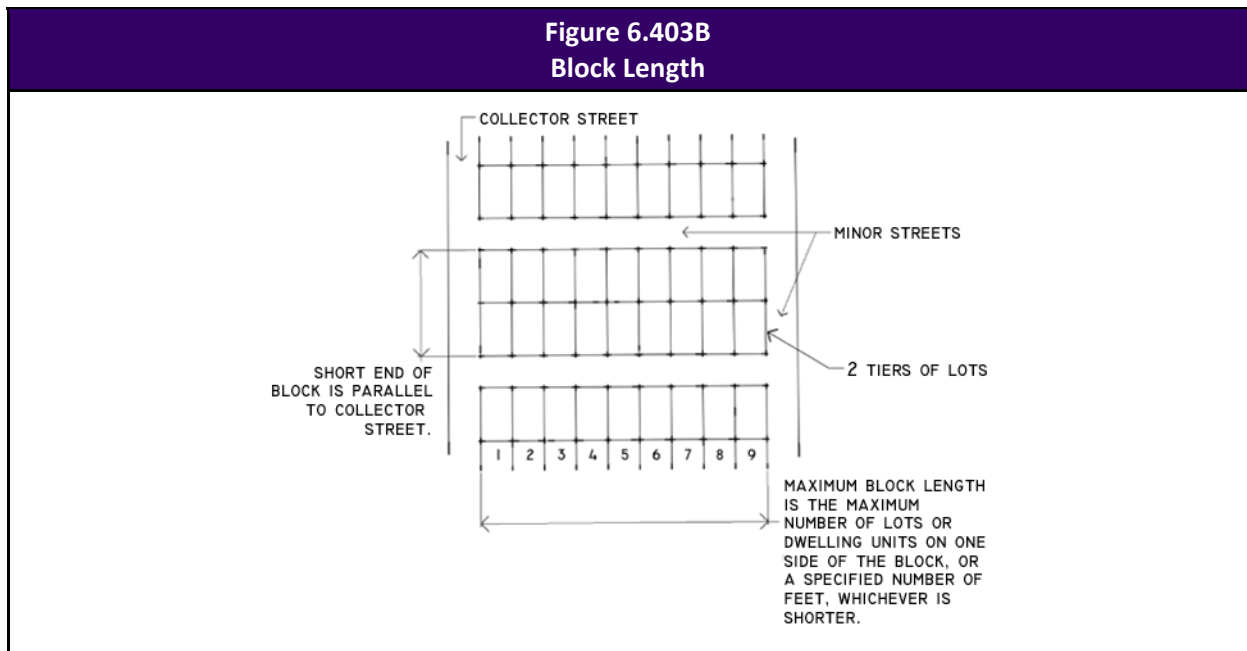 Figure 6.403B
Block Length
COLLECTOR STREET
MINOR STREETS
2 TIERS OF LOTS
SHORT END OF
BLOCK IS PARALLEL
TO COLLECTOR
STREET.
1 2 3 4 5 6 7 8 9
MAXIMUM BLOCK LENGTH
IS THE MAXIMUM
NUMBER OF LOTS OR
DWELLING UNITS ON ONE
SIDE OF THE BLOCK, OR
A SPECIFIED NUMBER OF
FEET, WHICHEVER IS
SHORTER.